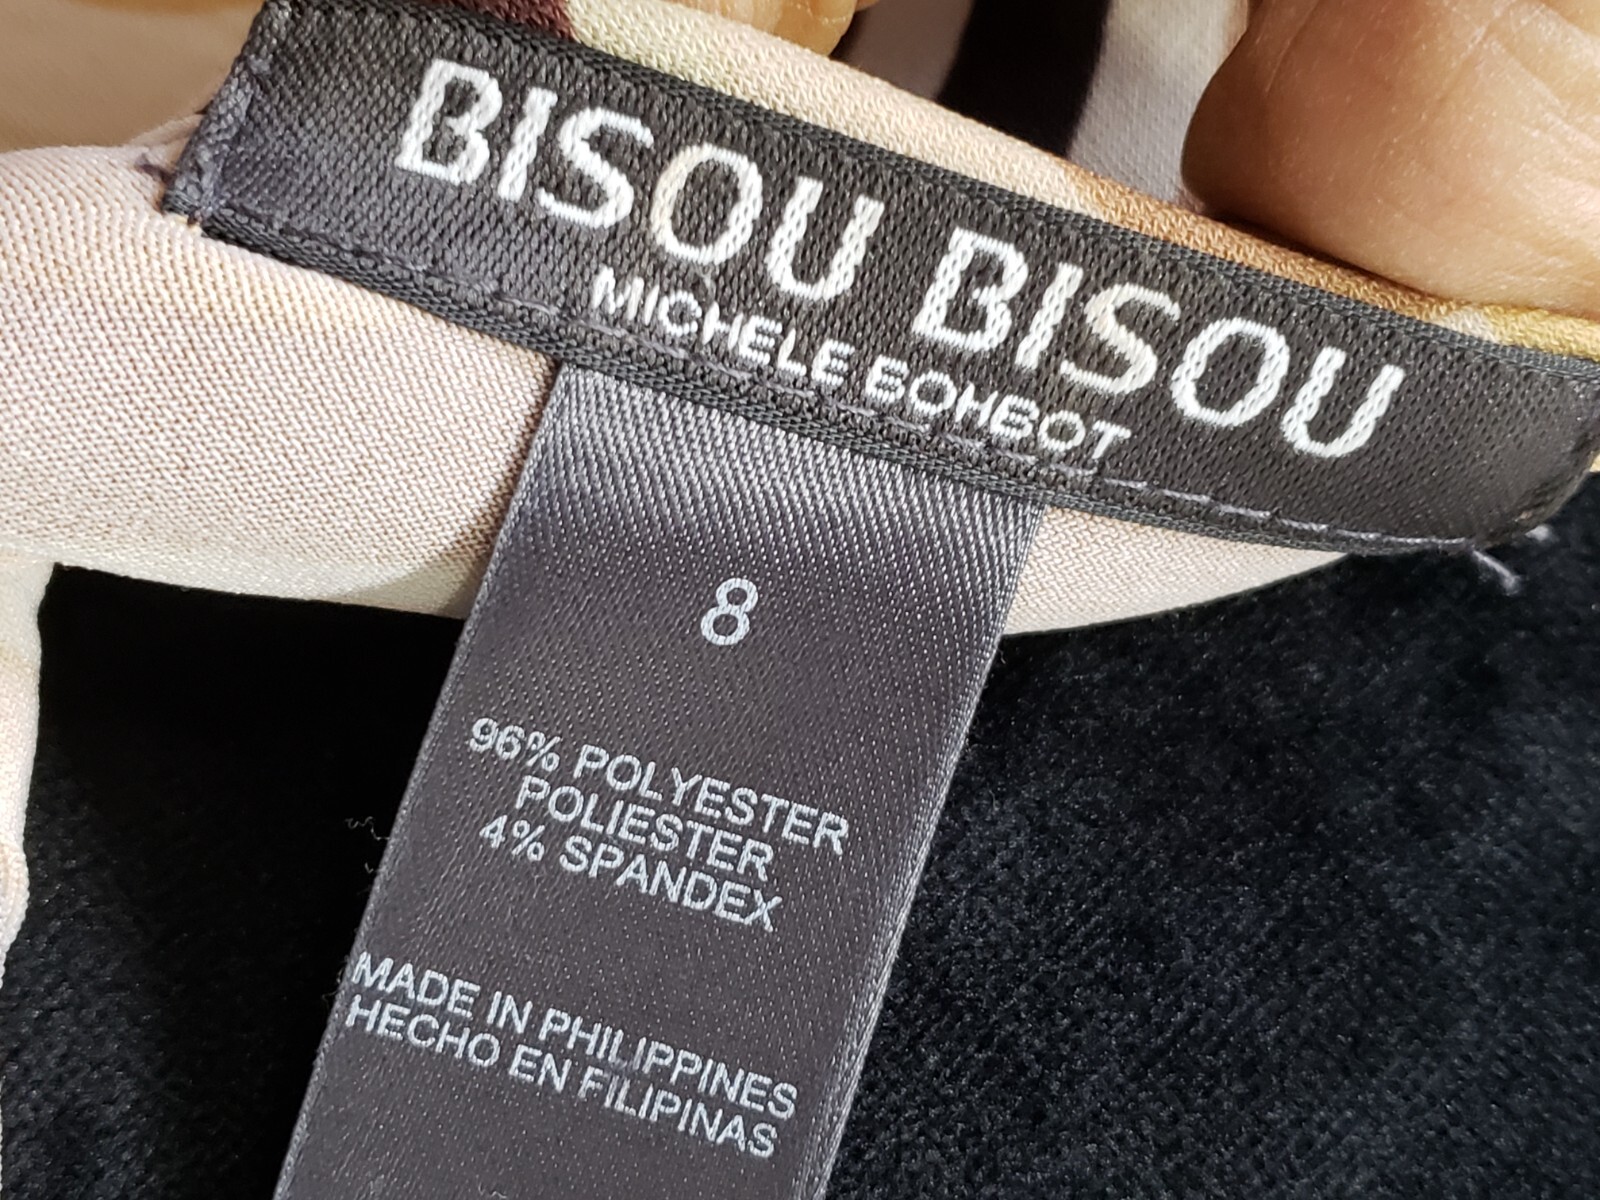 BISOU BISOU
MICHELE BOHBOT
8
96% POLYESTER
POLIESTER
4% SPANDEX
MADE IN PHILIPPINES
HECHO EN FILIPINAS